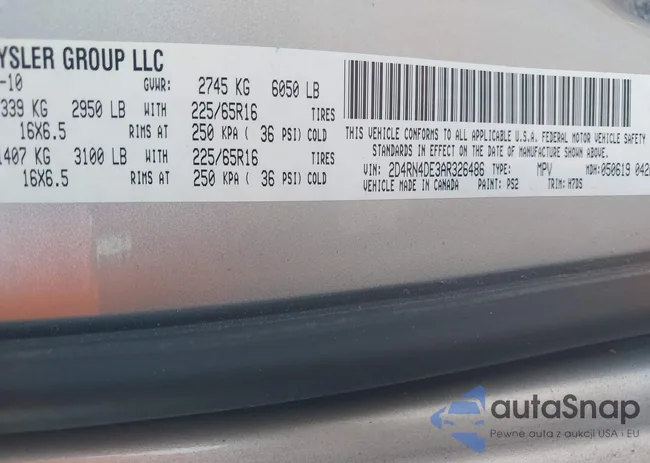 YSLER GROUP LLC
-10 GVWR: 2745 KG 6050 LB
339 KG 2950 LB WITH 225/65R16 TIRES
16X6.5 RIMS AT 250 KPA ( 36 PSI) COLD
1407 KG 3100 LB WITH 225/65R16 TIRES
16X6.5 RIMS AT 250 KPA ( 36 PSI) COLD
THIS VEHICLE CONFORMS TO ALL APPLICABLE U.S.A. FEDERAL MOTOR VEHICLE SAFETY
STANDARDS IN EFFECT ON THE DATE OF MANUFACTURE SHOWN ABOVE.
VIN: 2D4RN4DE3AR326486 TYPE: MPV MDH: 050619 042
VEHICLE MADE IN CANADA PAINT: PS2 TRIM: H7DS
autaSnap
Pewne auta z aukcji USA i EU